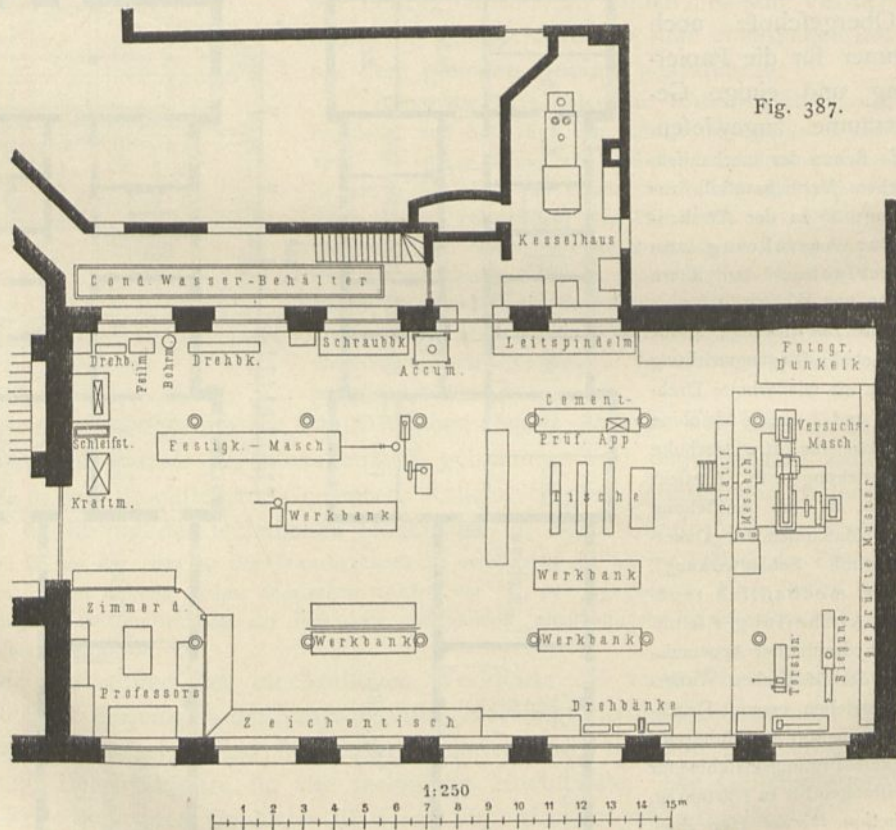 Fig. 387.
Kesselhaus
Cond. Wasser-Behälter
Drehb.
Feilm
Bohrm
Drehbk.
Schraubbk
Accum.
Leitspindelm
Fotogr.
Dunkelk
Cement-
Prüf. App
Versuchs-
Masch
Schleifst.
Festigk.-Masch
Plattf.
Messbch
Tische
Kraftm.
Werkbank
geprüfte Muster
Werkbank
Zimmer d.
Professors
Werkbank
Werkbank
Torsion
Biegung
Zeichentisch
Drehbänke
1:250
1 2 3 4 5 6 7 8 9 10 11 12 13 14 15m